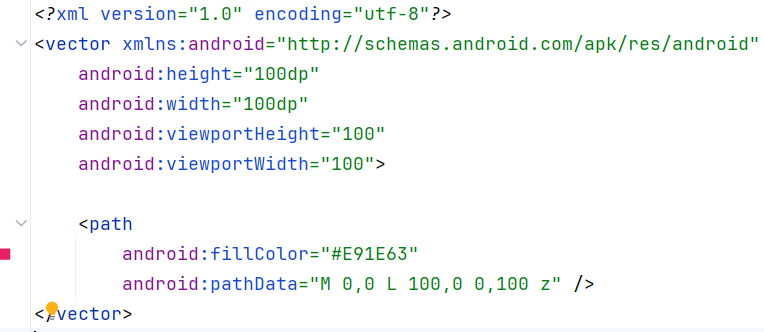 <?xml version="1.0" encoding="utf-8"?>
<vector xmlns:android="http://schemas.android.com/apk/res/android"
    android:height="100dp"
    android:width="100dp"
    android:viewportHeight="100"
    android:viewportWidth="100">
    <path
        android:fillColor="#E91E63"
        android:pathData="M 0,0 L 100,0 0,100 z" />
</vector>